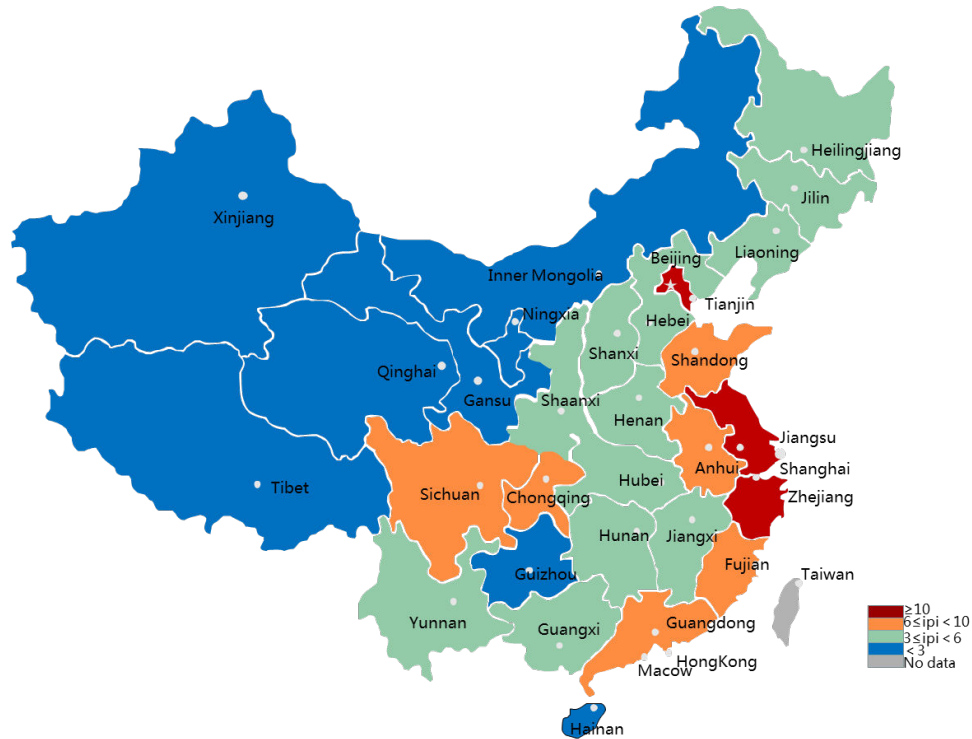 Heilingjiang
Jilin
Xinjiang
Liaoning
Beijing
Inner Mongolia
Tianjin
Ningxia
Hebei
Shanxi
Shandong
Qinghai
Gansu
Shaanxi
Henan
Jiangsu
Anhui
Shanghai
Hubei
Tibet
Sichuan
Chongqing
Zhejiang
Hunan
Jiangxi
Fujian
Guizhou
Taiwan
Yunnan
Guangxi
Guangdong
HongKong
Macow
Hainan
≥10
6≤ipi < 10
3≤ipi < 6
< 3
No data